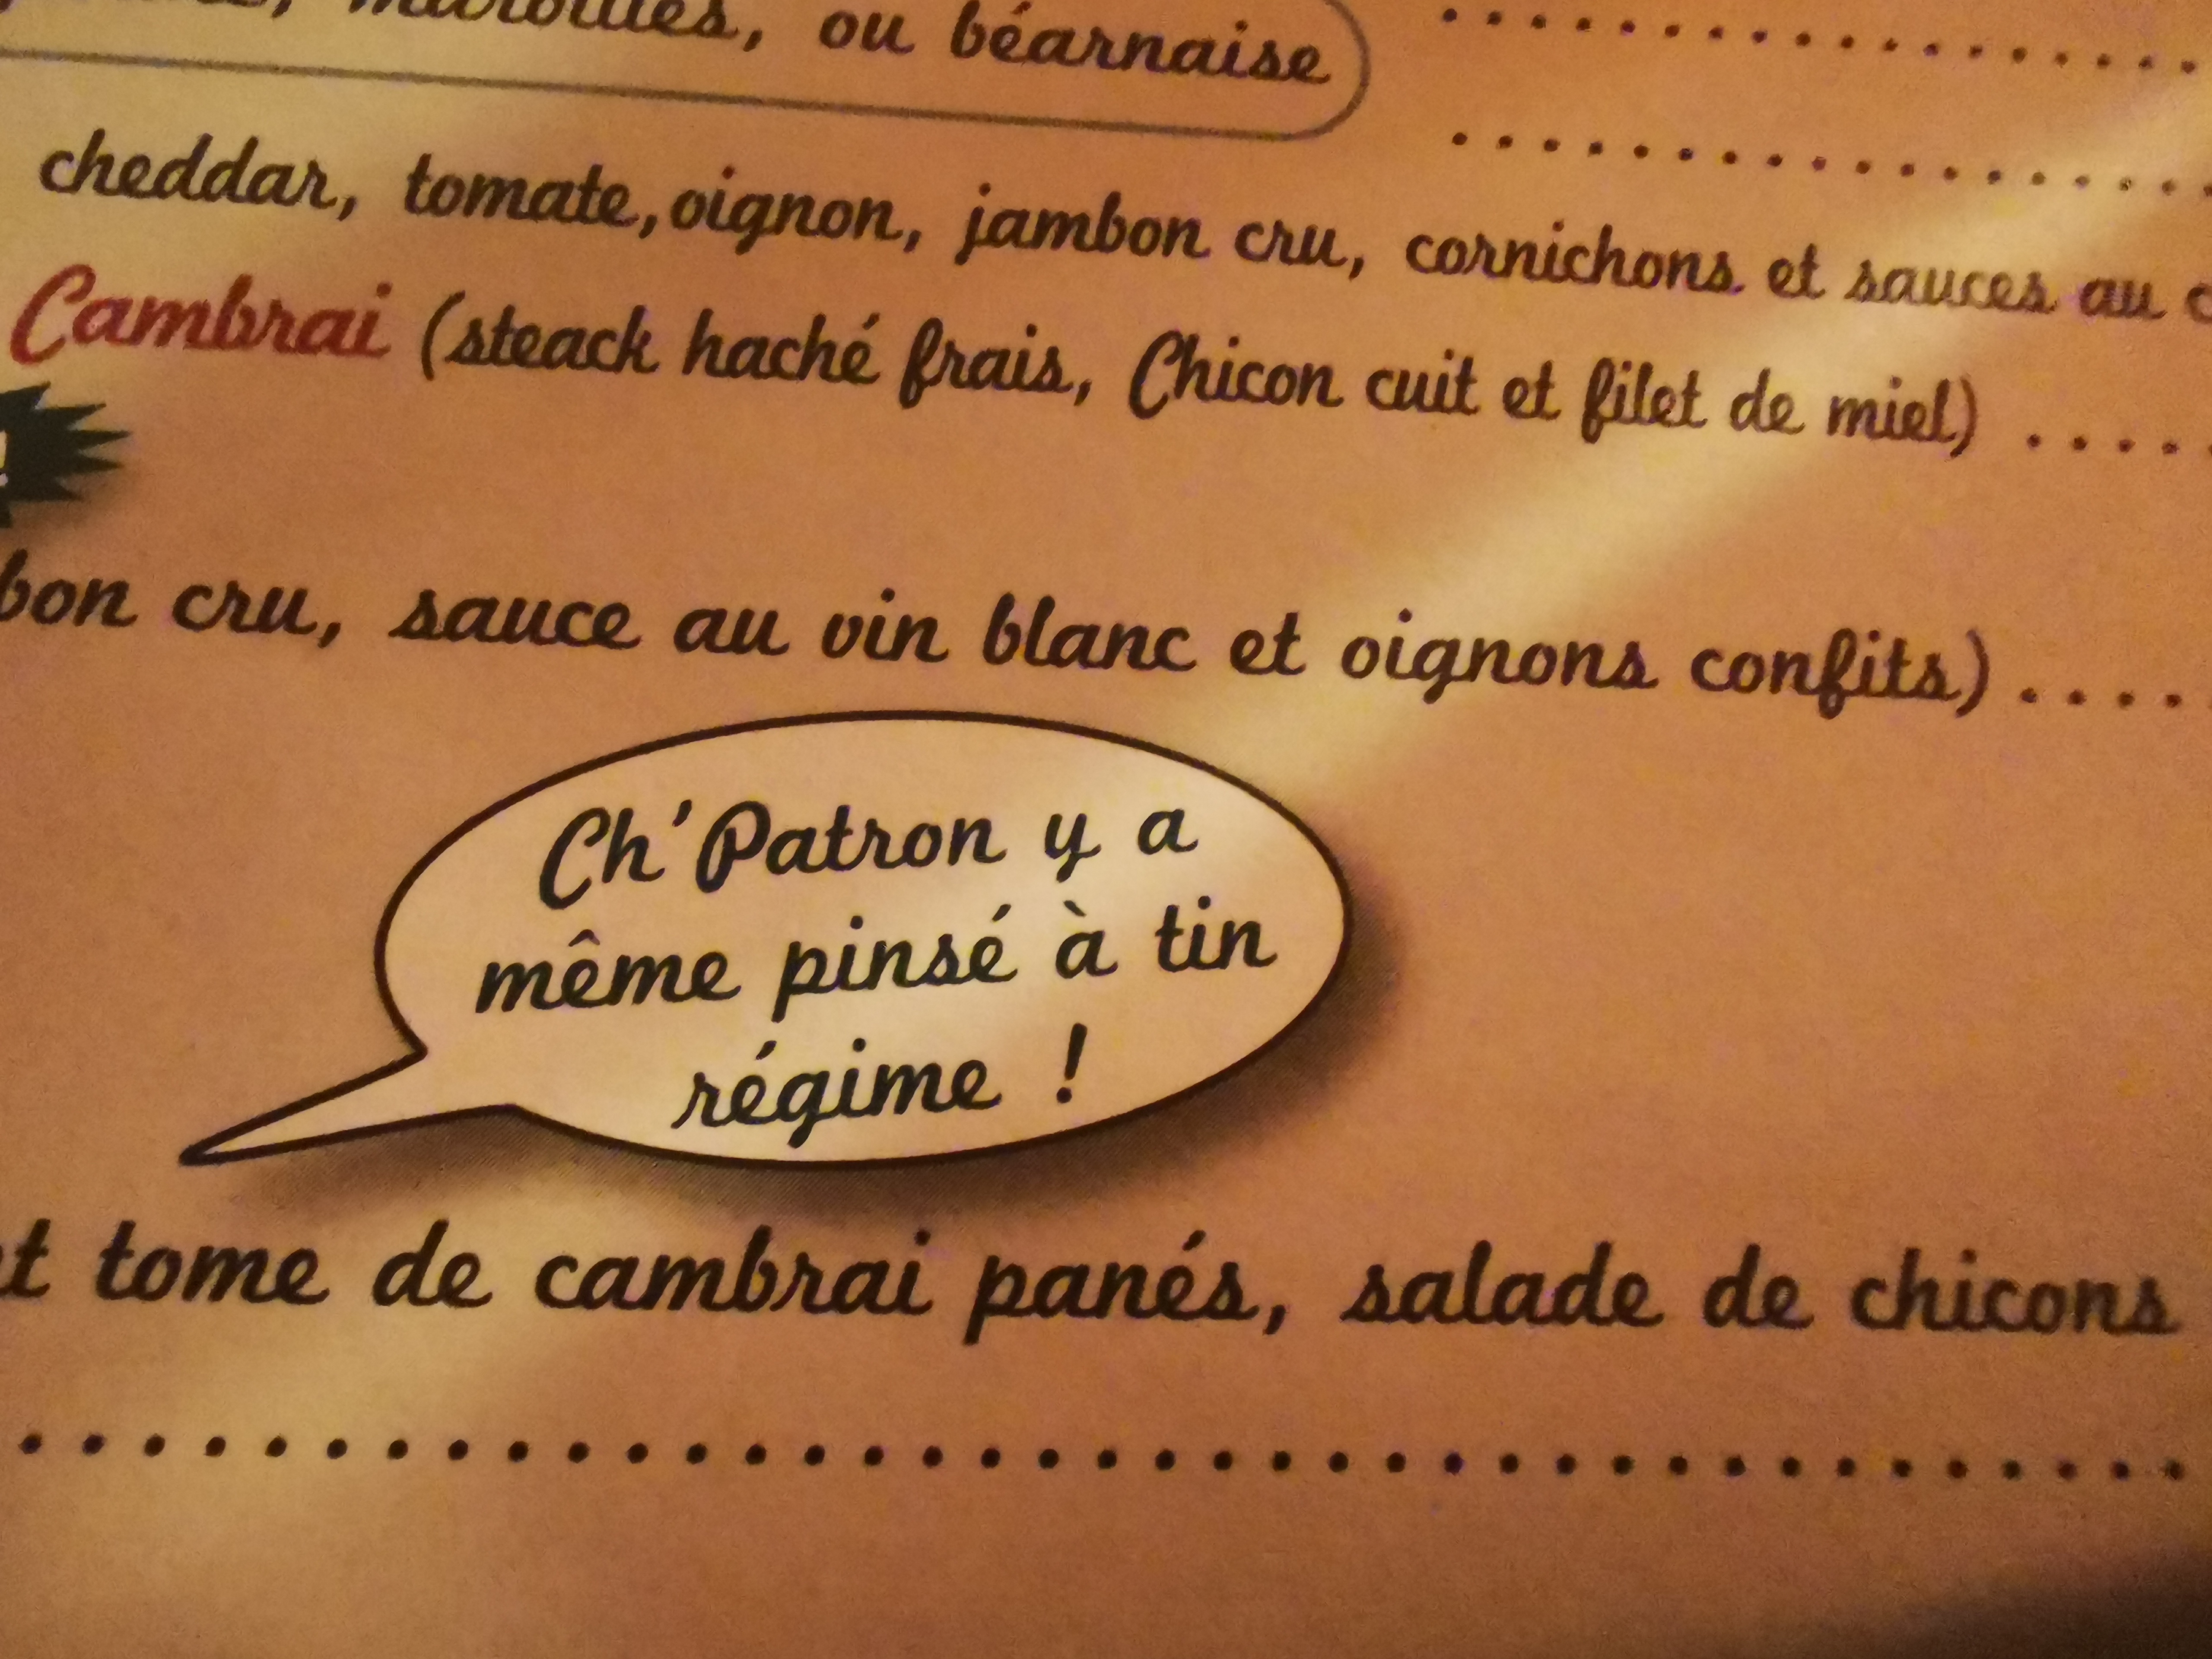 ou béarnaise
cheddar, tomate, oignon, jambon cru, cornichons et sauces au
Cambrai (steack haché frais, Chicon cuit et filet de miel) ....
!
bon cru, sauce au vin blanc et oignons confits) ....
Ch'Patron y a
même pinsé à tin
régime !
t tome de cambrai panés, salade de chicons